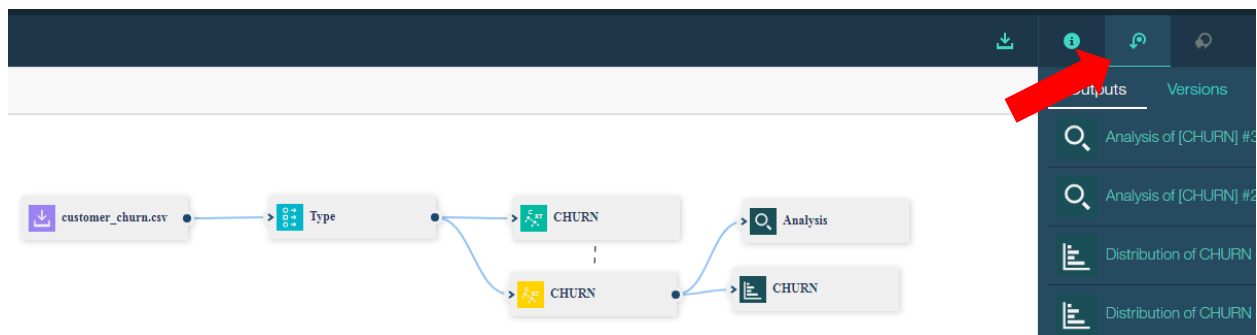 Outputs Versions
Analysis of [CHURN] #3
Analysis of [CHURN] #2
Distribution of CHURN
Distribution of CHURN
customer_churn.csv
Type
CHURN
CHURN
Analysis
CHURN